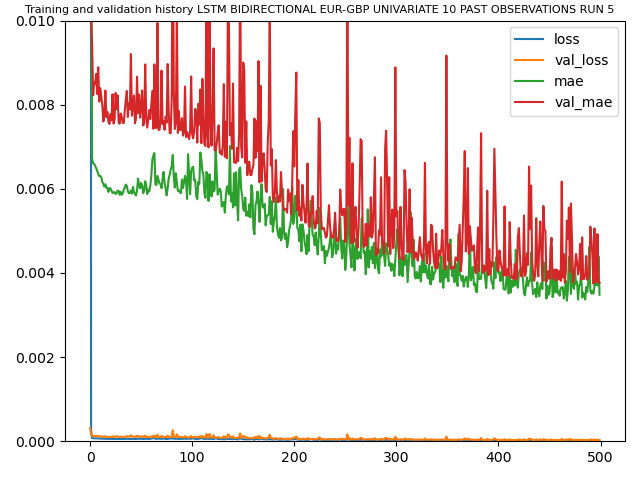 Training and validation history LSTM BIDIRECTIONAL EUR-GBP UNIVARIATE 10 PAST OBSERVATIONS RUN 5
0.010
0.008
0.006
0.004
0.002
0.000
0
100
200
300
400
500
loss
val_loss
mae
val_mae